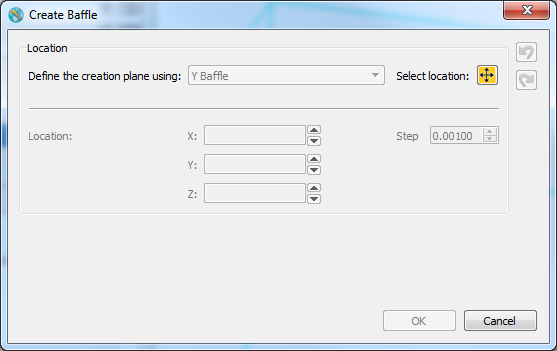 Create Baffle
Location
Define the creation plane using: Y Baffle Select location:
Location: X: Step 0.00100
Y:
Z:
OK Cancel